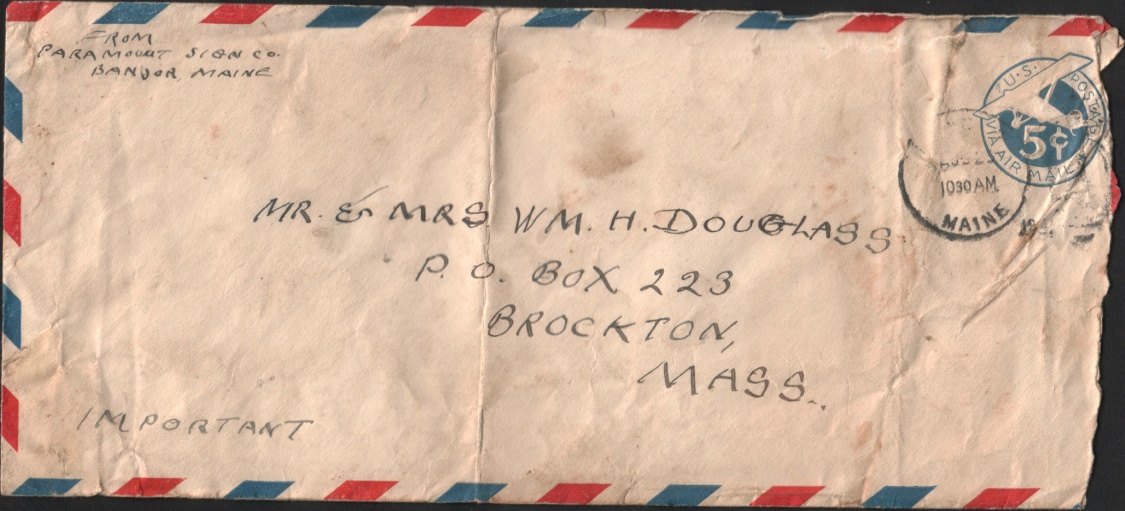 FROM
PARAMOUNT SIGN CO.
BANGOR, MAINE
U.S. POSTAGE
VIA AIR MAIL
5¢
1030 AM
MAINE
MR. & MRS WM. H. DOUGLASS
P. O. BOX 223
BROCKTON,
MASS.
IMPORTANT